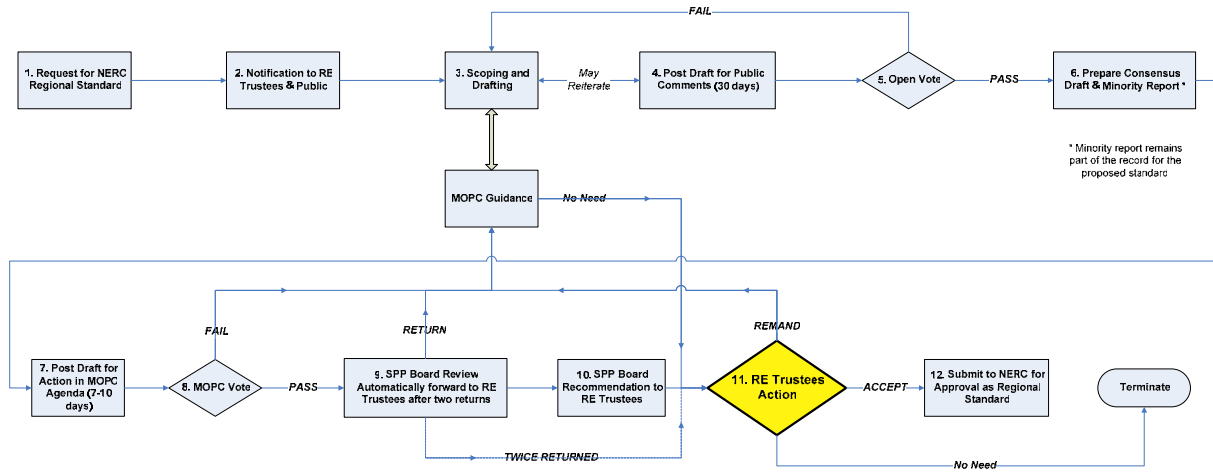 FAIL
1. Request for NERC
Regional Standard
2. Notification to RE
Trustees & Public
3. Scoping and
Drafting
May
Reiterate
4. Post Draft for Public
Comments (30 days)
5. Open Vote
PASS
6. Prepare Consensus
Draft & Minority Report *
* Minority report remains
part of the record for the
proposed standard
MOPC Guidance
No Need
FAIL
RETURN
REMAND
7. Post Draft for
Action in MOPC
Agenda (7-10
days)
8. MOPC Vote
PASS
9. SPP Board Review
Automatically forward to RE
Trustees after two returns
10. SPP Board
Recommendation to
RE Trustees
11. RE Trustees
Action
ACCEPT
12. Submit to NERC for
Approval as Regional
Standard
Terminate
TWICE RETURNED
No Need